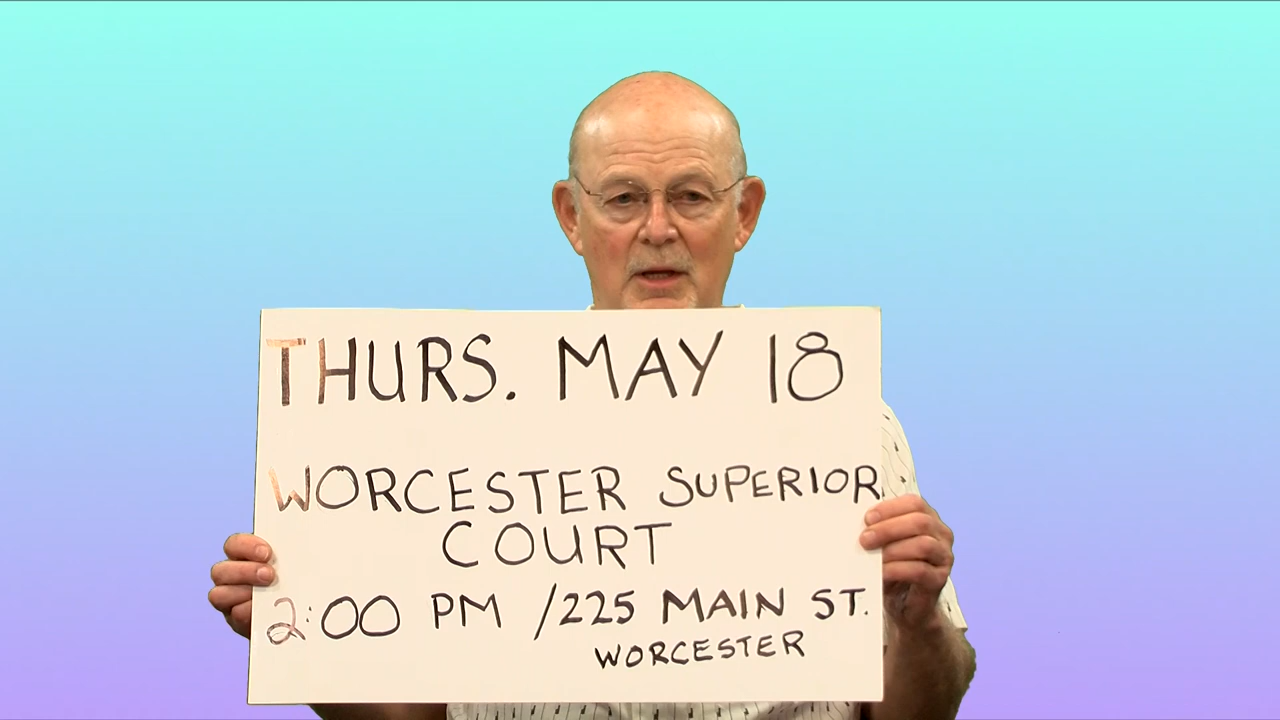 THURS. MAY 18
WORCESTER SUPERIOR
COURT
2:00 PM /225 MAIN ST.
WORCESTER